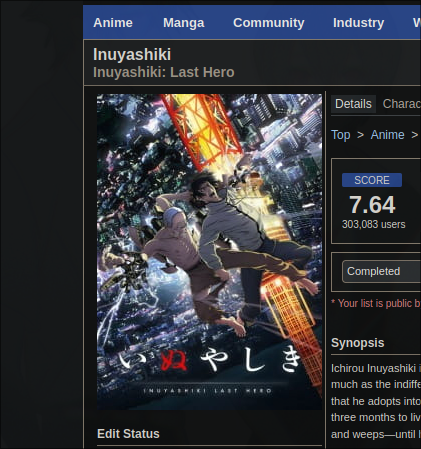 Anime Manga Community Industry W
Inuyashiki
Inuyashiki: Last Hero
Details Charac
Top > Anime >
SCORE
7.64
303,083 users
Completed
* Your list is public b
いぬやしき
INUYASHIKI LAST HERO
Synopsis
Ichirou Inuyashiki i
much as the indiffe
that he adopts into
three months to liv
and weeps—until h
Edit Status